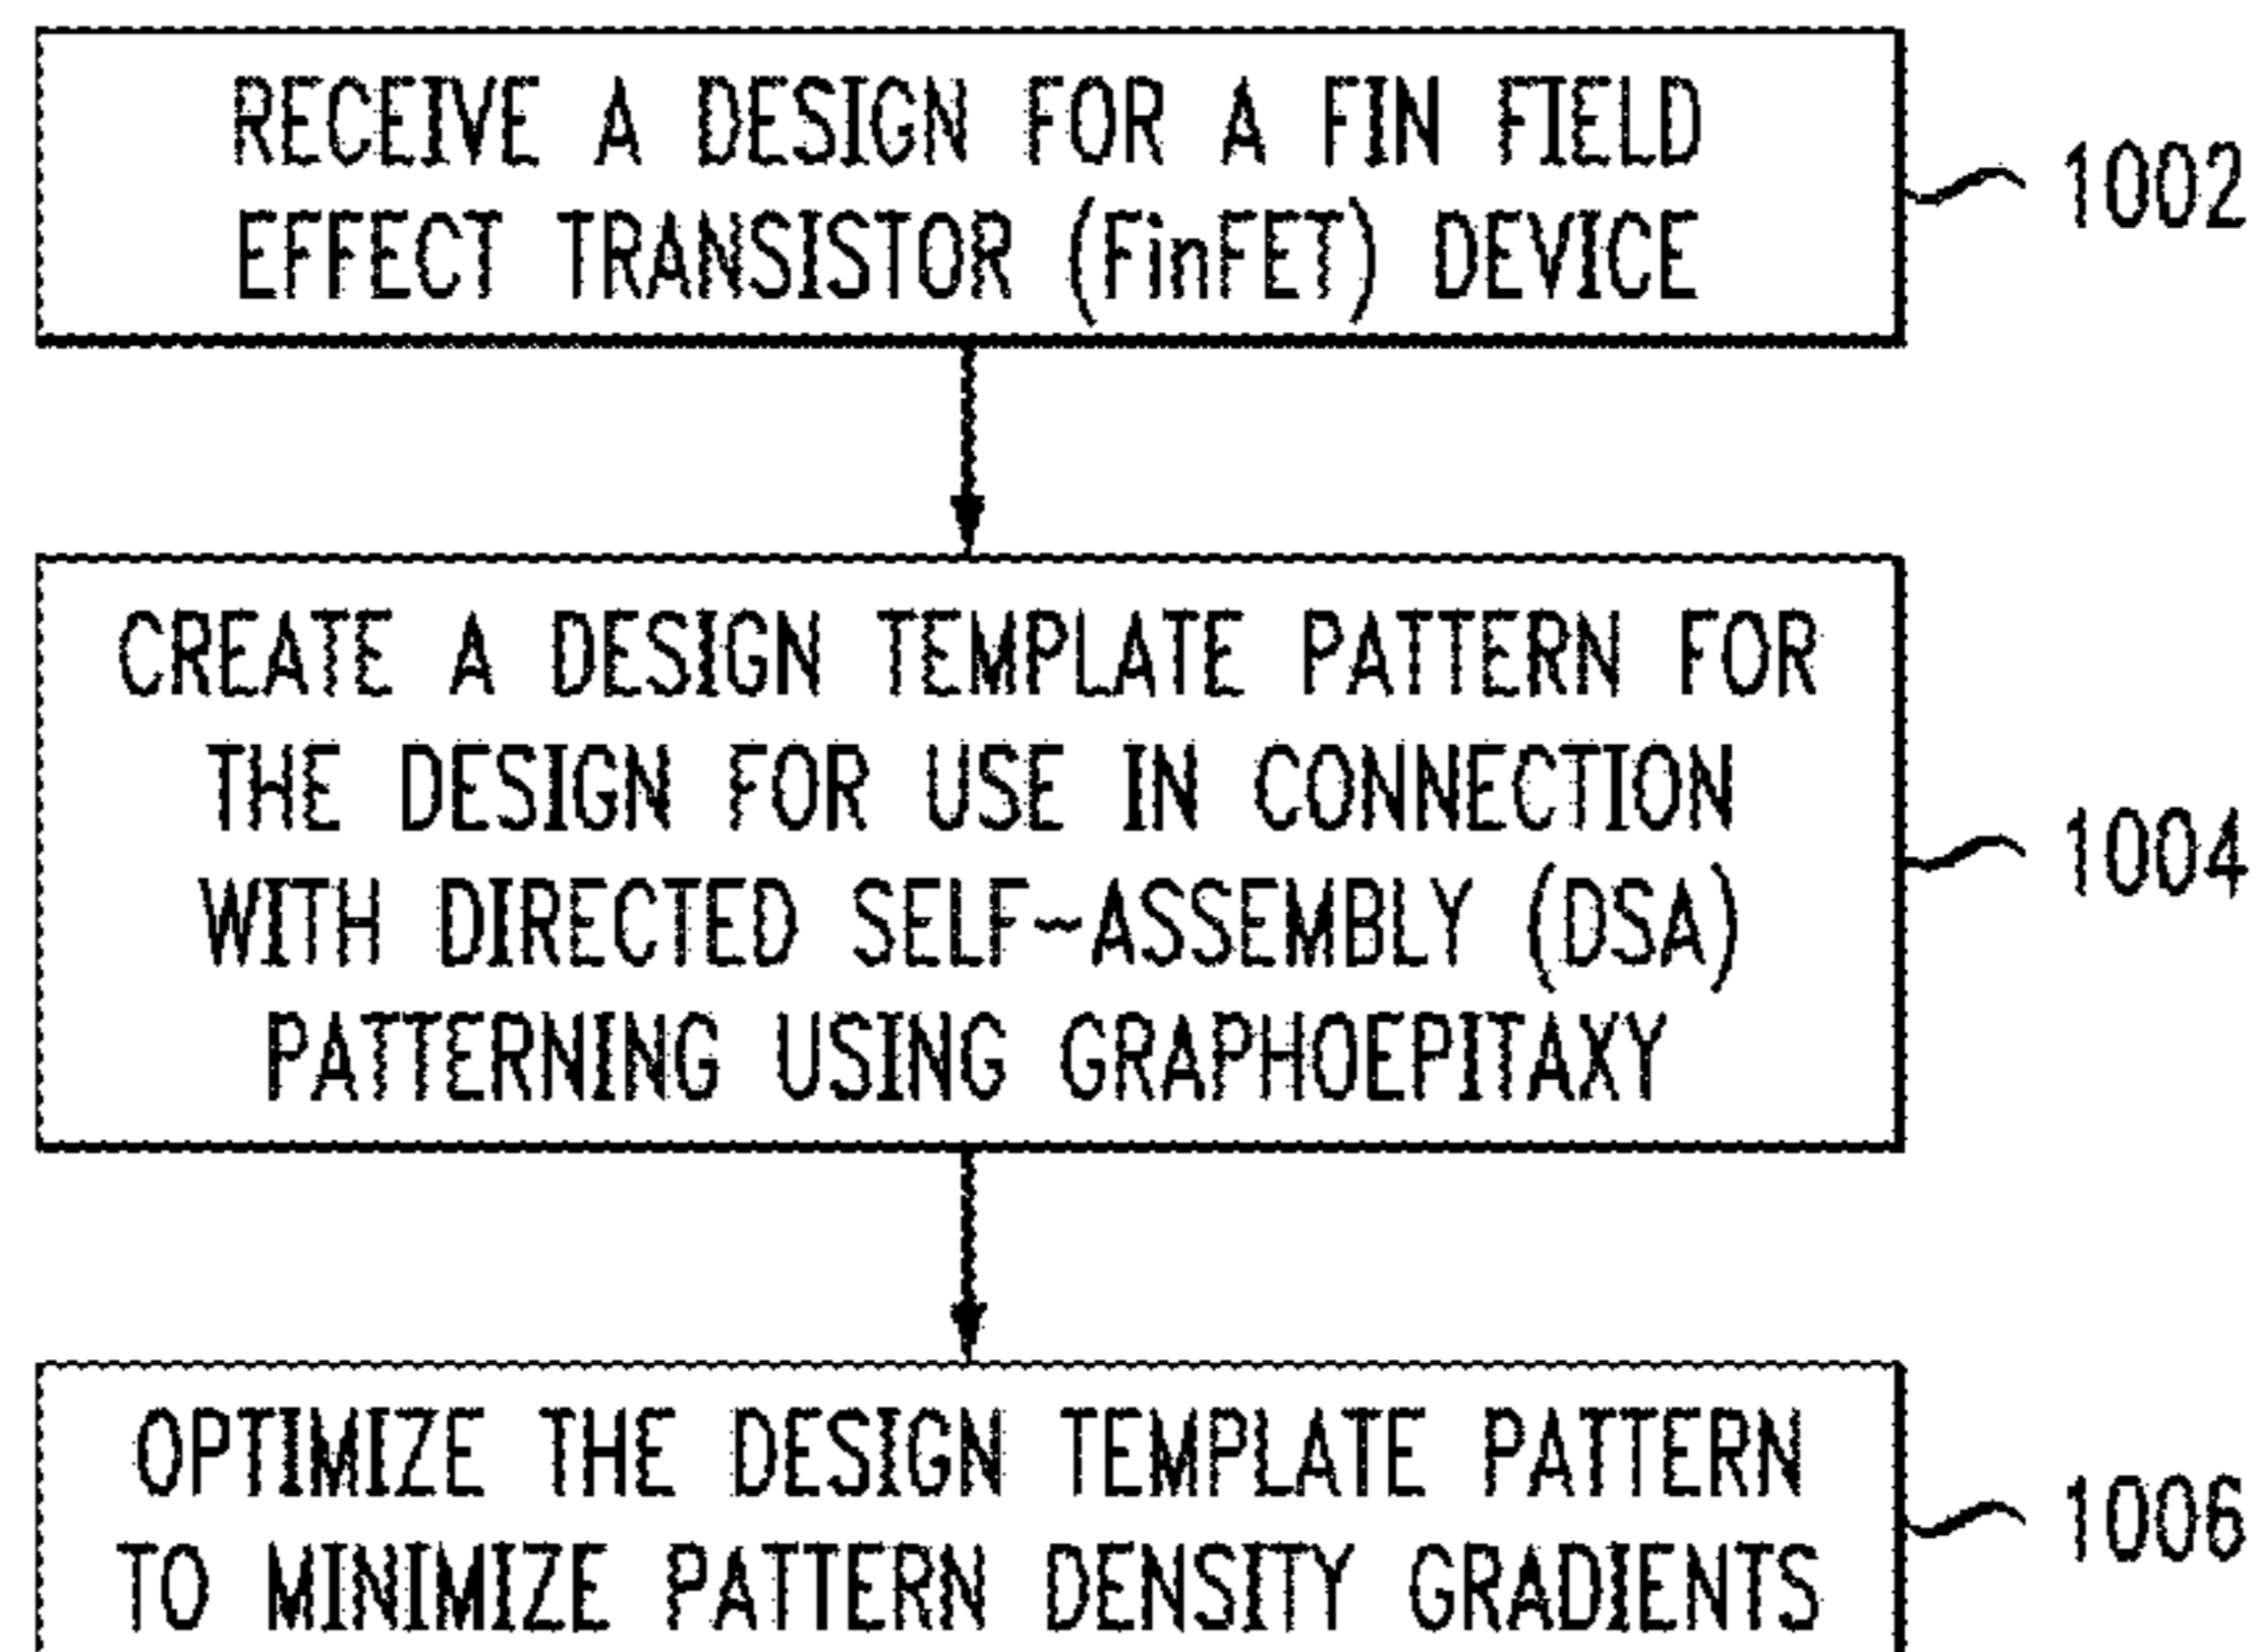 RECEIVE A DESIGN FOR A FIN FIELD
EFFECT TRANSISTOR (FinFET) DEVICE
1002
CREATE A DESIGN TEMPLATE PATTERN FOR
THE DESIGN FOR USE IN CONNECTION
WITH DIRECTED SELF-ASSEMBLY (DSA)
PATTERNING USING GRAPHOEPITAXY
1004
OPTIMIZE THE DESIGN TEMPLATE PATTERN
TO MINIMIZE PATTERN DENSITY GRADIENTS
1006